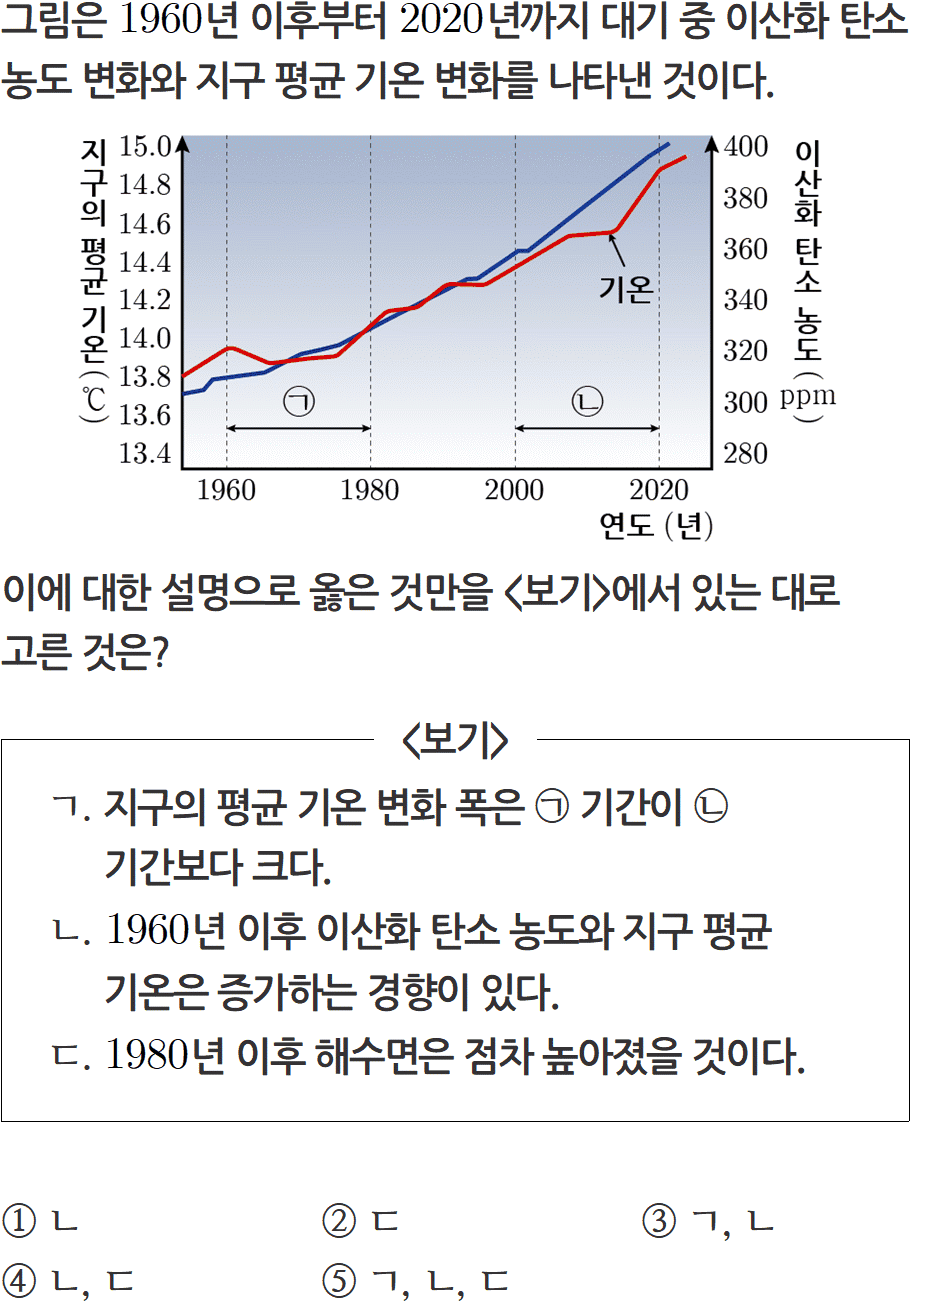 그림은 1960년 이후부터 2020년까지 대기 중 이산화 탄소
농도 변화와 지구 평균 기온 변화를 나타낸 것이다.
지구의 평균 기온(℃)
15.0
14.8
14.6
14.4
14.2
14.0
13.8
13.6
13.4
기온
㉠
㉡
400
380
360
340
320
300
280
이산화 탄소 농도(ppm)
1960 1980 2000 2020
연도 (년)
이에 대한 설명으로 옳은 것만을 <보기>에서 있는 대로
고른 것은?
<보기>
ㄱ. 지구의 평균 기온 변화 폭은 ㉠ 기간이 ㉡
기간보다 크다.
ㄴ. 1960년 이후 이산화 탄소 농도와 지구 평균
기온은 증가하는 경향이 있다.
ㄷ. 1980년 이후 해수면은 점차 높아졌을 것이다.
① ㄴ ② ㄷ ③ ㄱ, ㄴ
④ ㄴ, ㄷ ⑤ ㄱ, ㄴ, ㄷ